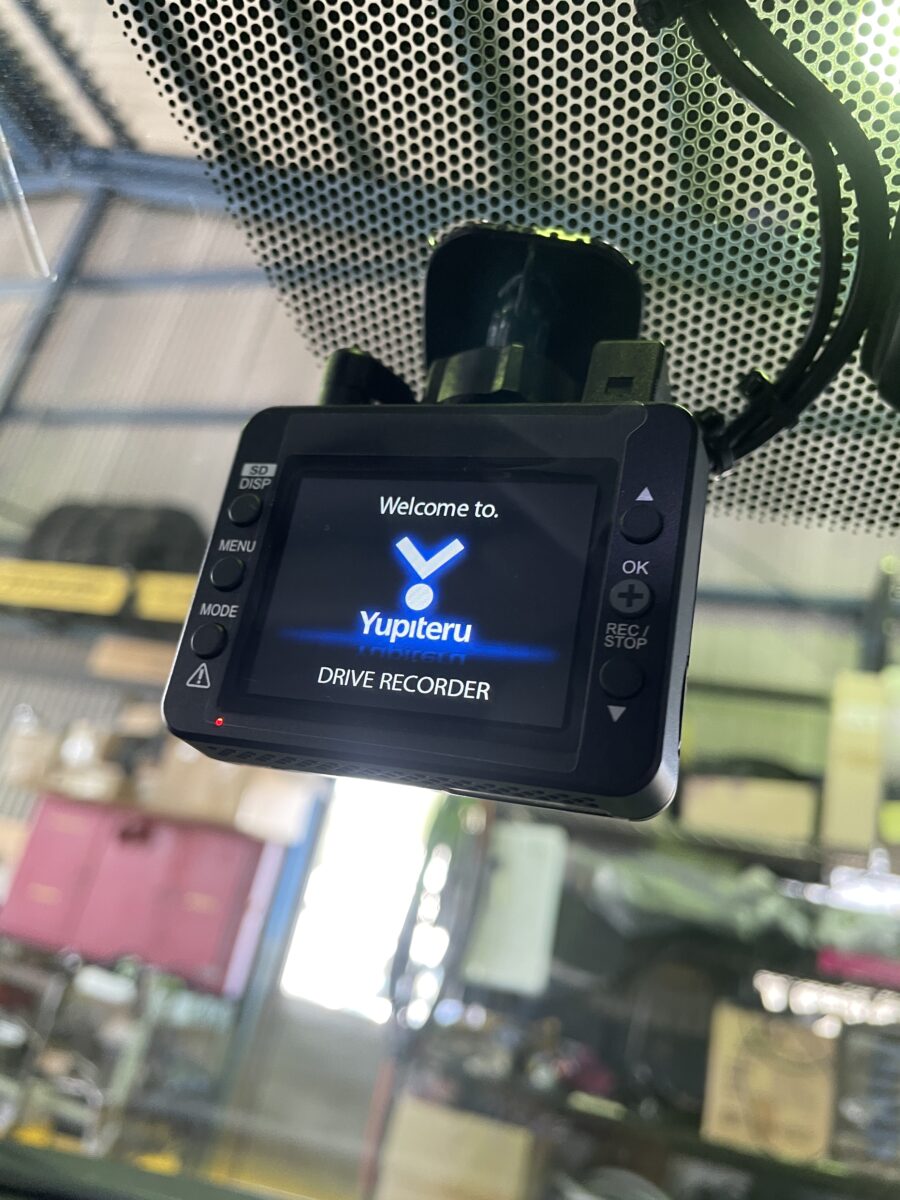 SD
DISP
MENU
MODE
Welcome to.
Yupiteru
DRIVE RECORDER
OK
REC /
STOP